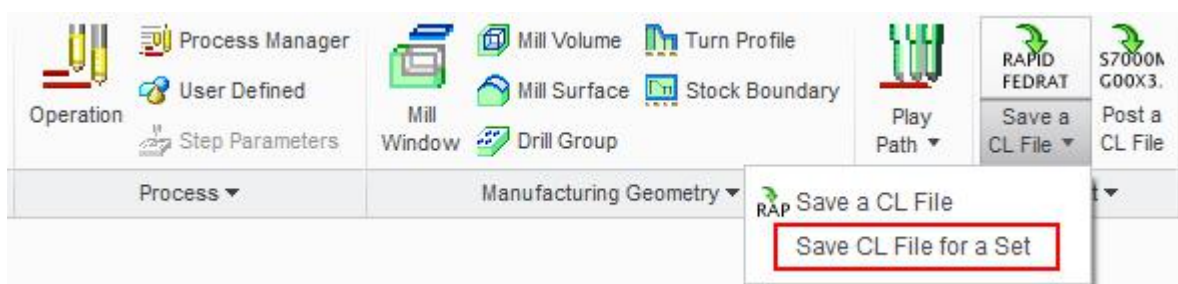 Operation
Process Manager
User Defined
Step Parameters
Mill
Window
Mill Volume
Mill Surface
Drill Group
Turn Profile
Stock Boundary
Play
Path
RAPID
FEDRAT
Save a
CL File
S7000M
G00X3.
Post a
CL File
Process
Manufacturing Geometry
t
RAP Save a CL File
Save CL File for a Set